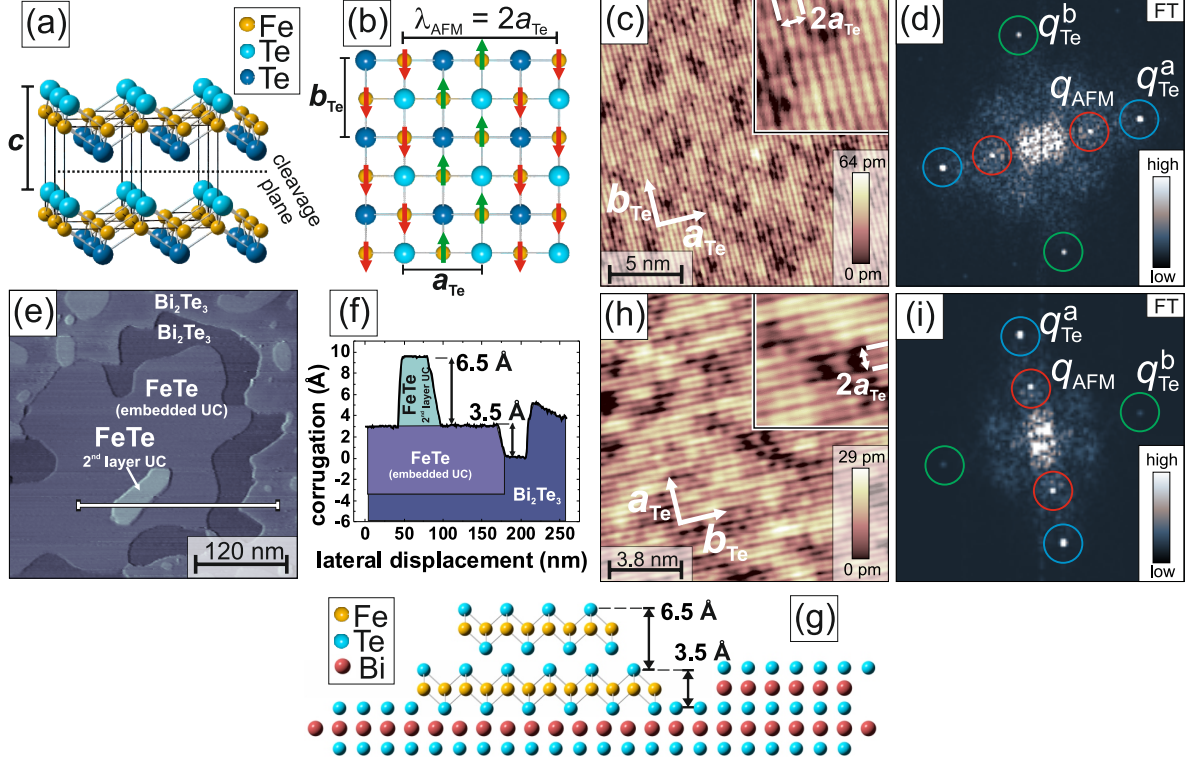 (a)
Fe
Te
Te
c
cleavage
plane
(b)
λAFM = 2aTe
bTe
aTe
(c)
2aTe
bTe
aTe
5 nm
64 pm
0 pm
(d)
FT
qbTe
qaTe
qAFM
high
low
(e)
Bi2Te3
Bi2Te3
FeTe
(embedded UC)
FeTe
2nd layer UC
120 nm
(f)
corrugation (Å)
10
8
6
4
2
0
-2
-4
-6
6.5 Å
3.5 Å
FeTe
2nd layer UC
FeTe
(embedded UC)
Bi2Te3
0 50 100 150 200 250
lateral displacement (nm)
(h)
2aTe
aTe
bTe
3.8 nm
29 pm
0 pm
(i)
FT
qaTe
qAFM
qbTe
high
low
Fe
Te
Bi
6.5 Å
3.5 Å
(g)